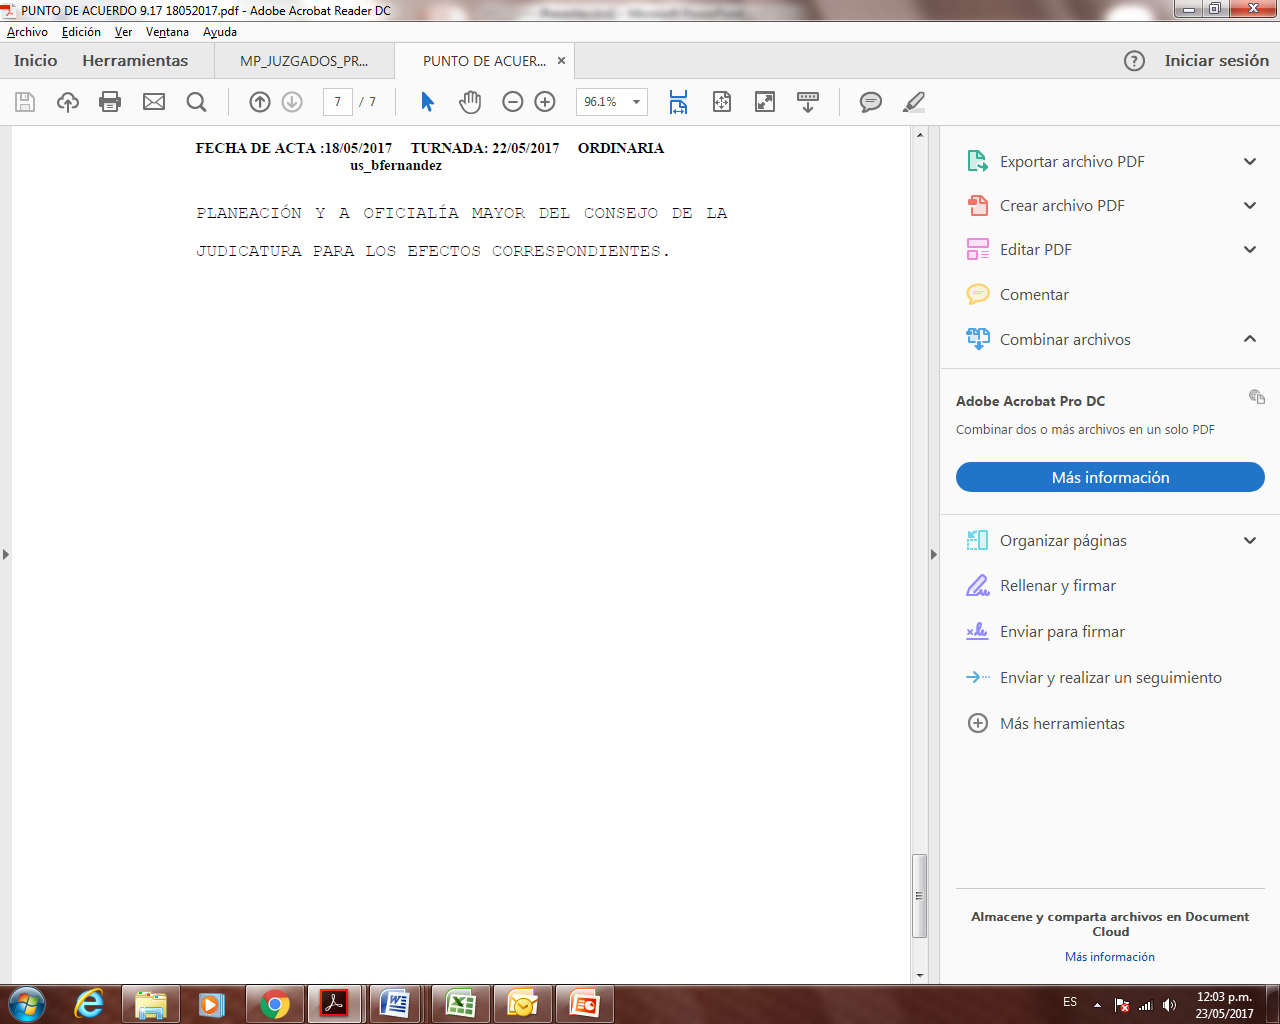 PUNTO DE ACUERDO 9.17 18052017.pdf - Adobe Acrobat Reader DC
Archivo Edición Ver Ventana Ayuda
Inicio Herramientas MP_JUZGADOS_PR... PUNTO DE ACUER... × ? Iniciar sesión
7 / 7 96.1%
FECHA DE ACTA :18/05/2017 TURNADA: 22/05/2017 ORDINARIA
us_bfernandez
PLANEACIÓN Y A OFICIALÍA MAYOR DEL CONSEJO DE LA
JUDICATURA PARA LOS EFECTOS CORRESPONDIENTES.
Exportar archivo PDF
Crear archivo PDF
Editar PDF
Comentar
Combinar archivos
Adobe Acrobat Pro DC
Combinar dos o más archivos en un solo PDF
Más información
Organizar páginas
Rellenar y firmar
Enviar para firmar
Enviar y realizar un seguimiento
Más herramientas
Almacene y comparta archivos en Document
Cloud
Más información
ES 12:03 p.m.
23/05/2017